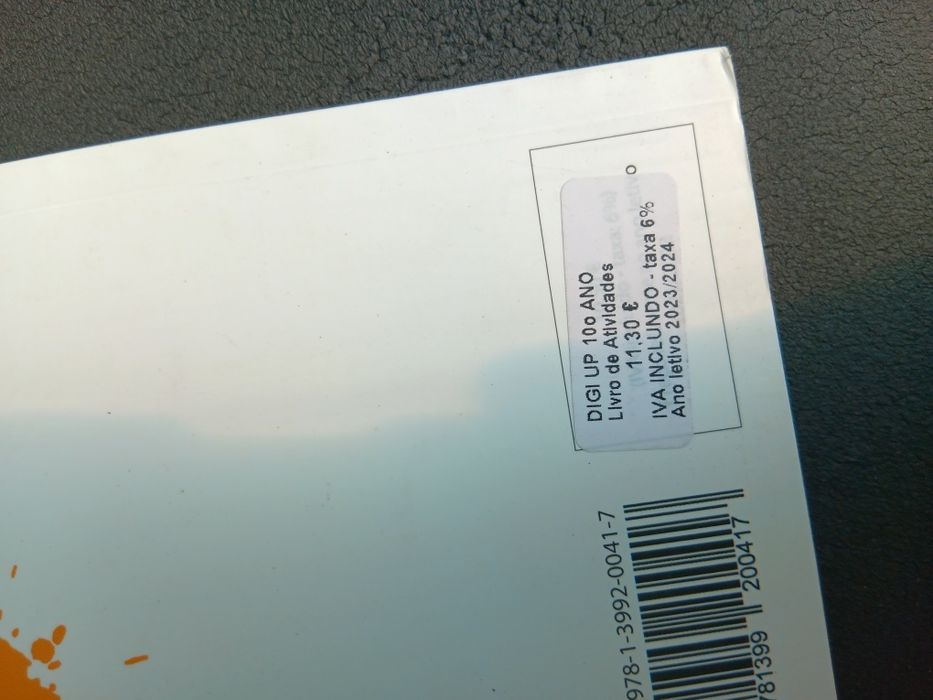 DIGI UP 10o ANO
Livro de Atividades
11,30 €
IVA INCLUNDO - taxa 6%
Ano letivo 2023/2024
978-1-3992-0041-7
781399 200417